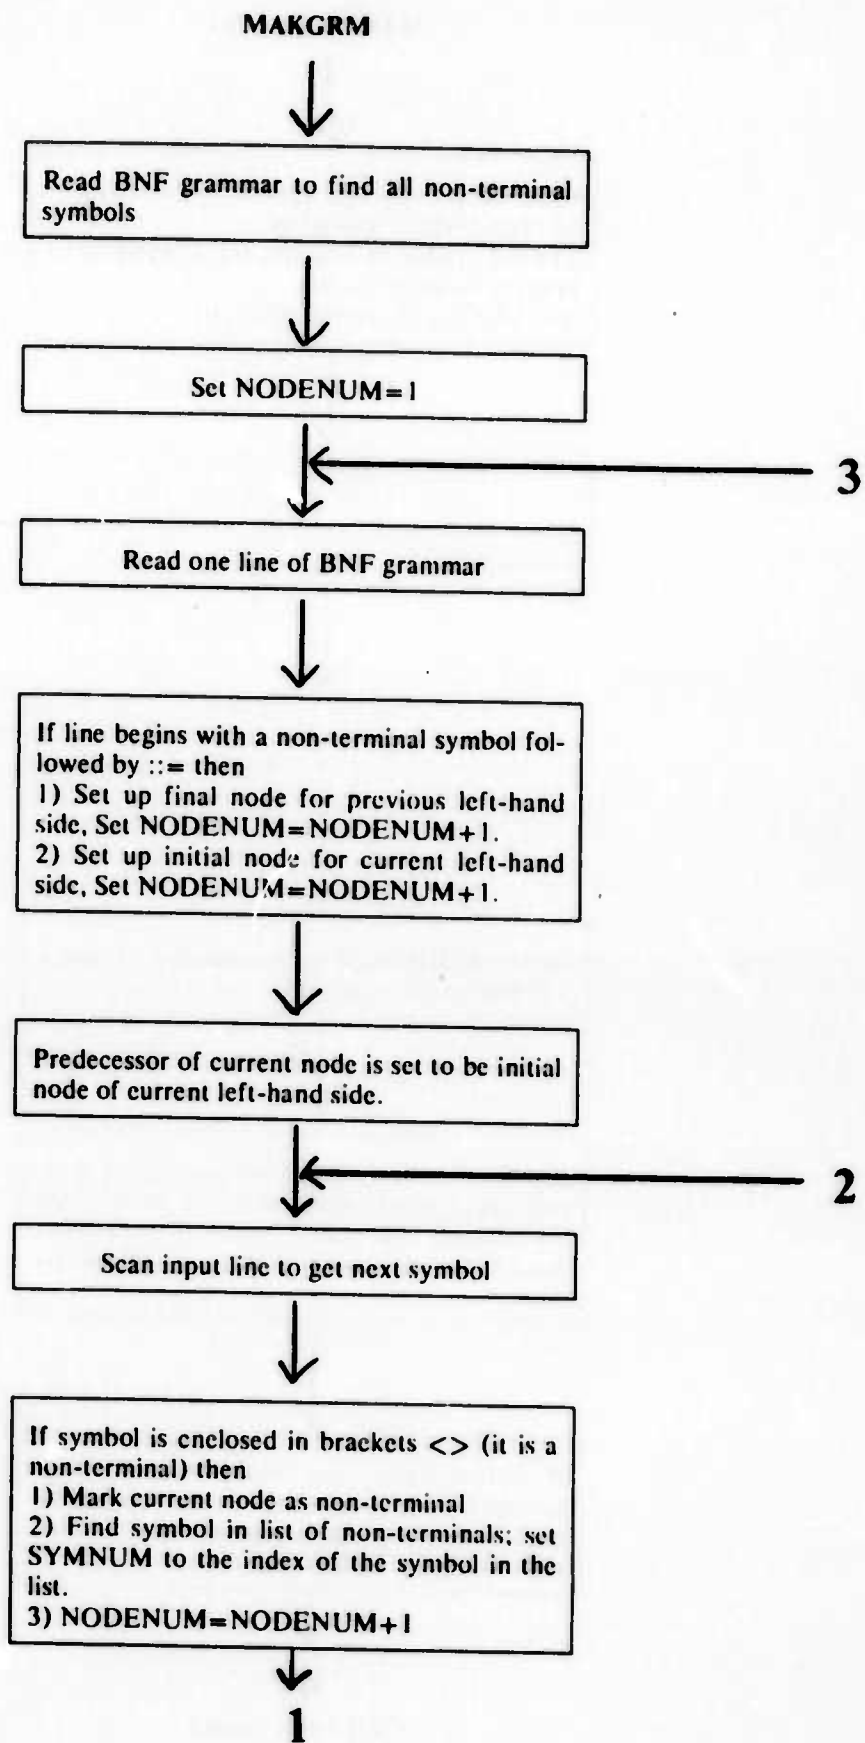 MAKGRM
Read BNF grammar to find all non-terminal
symbols
Set NODENUM=1
3
Read one line of BNF grammar
If line begins with a non-terminal symbol fol-
lowed by ::= then
1) Set up final node for previous left-hand
side, Set NODENUM=NODENUM+1.
2) Set up initial node for current left-hand
side, Set NODENUM=NODENUM+1.
Predecessor of current node is set to be initial
node of current left-hand side.
2
Scan input line to get next symbol
If symbol is enclosed in brackets <> (it is a
non-terminal) then
1) Mark current node as non-terminal
2) Find symbol in list of non-terminals; set
SYMNUM to the index of the symbol in the
list.
3) NODENUM=NODENUM+1
1